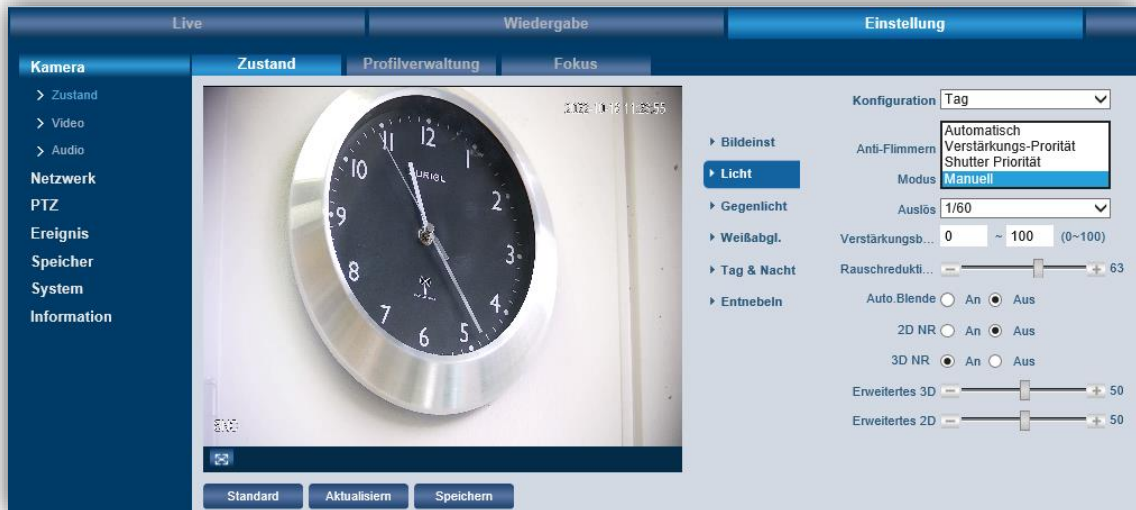 Live
Wiedergabe
Einstellung
Kamera
Zustand
Video
Audio
Netzwerk
PTZ
Ereignis
Speicher
System
Information
Zustand
Profilverwaltung
Fokus
12
1
2
3
4
5
6
7
8
9
10
11
Standard
Aktualisiern
Speichern
Bildeinst
Licht
Gegenlicht
Weißabgl.
Tag & Nacht
Entnebeln
Konfiguration Tag
Anti-Flimmern
Automatisch
Verstärkungs-Prorität
Shutter Priorität
Modus Manuell
Auslös 1/60
Verstärkungsb... 0 ~ 100 (0~100)
Rauschredukti... 63
Auto.Blende An Aus
2D NR An Aus
3D NR An Aus
Erweitertes 3D 50
Erweitertes 2D 50